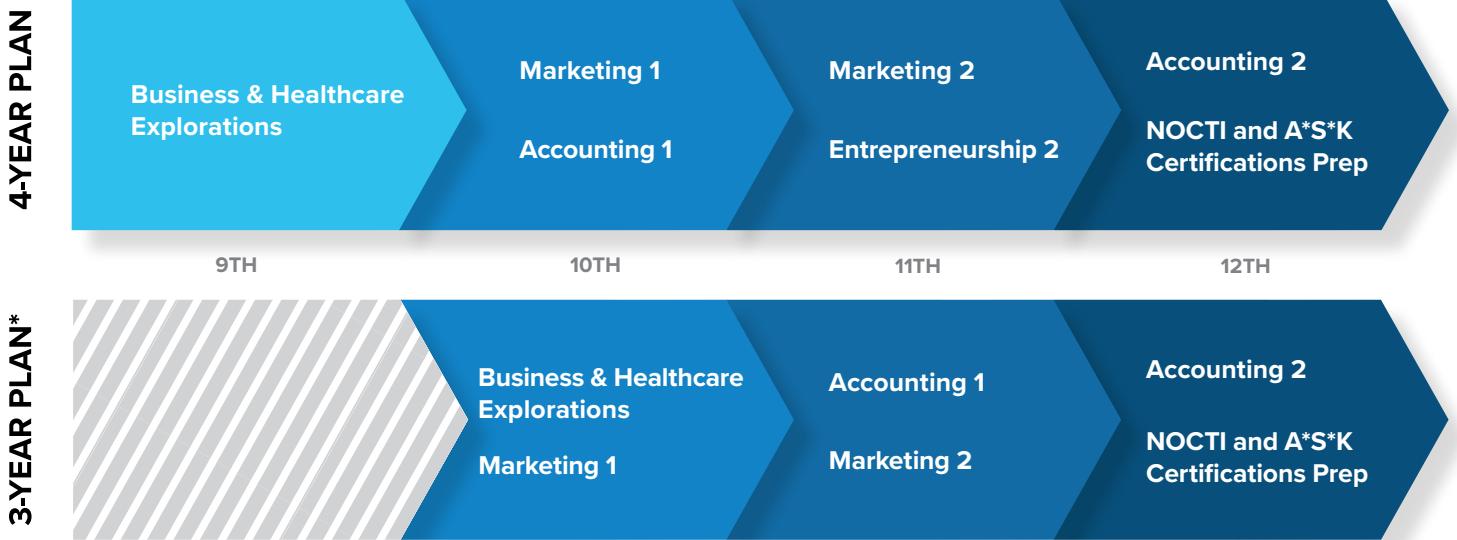 4-YEAR PLAN
Business & Healthcare
Explorations
Marketing 1
Accounting 1
Marketing 2
Entrepreneurship 2
Accounting 2
NOCTI and A*S*K
Certifications Prep
9TH
10TH
11TH
12TH
3-YEAR PLAN*
Business & Healthcare
Explorations
Marketing 1
Accounting 1
Marketing 2
Accounting 2
NOCTI and A*S*K
Certifications Prep